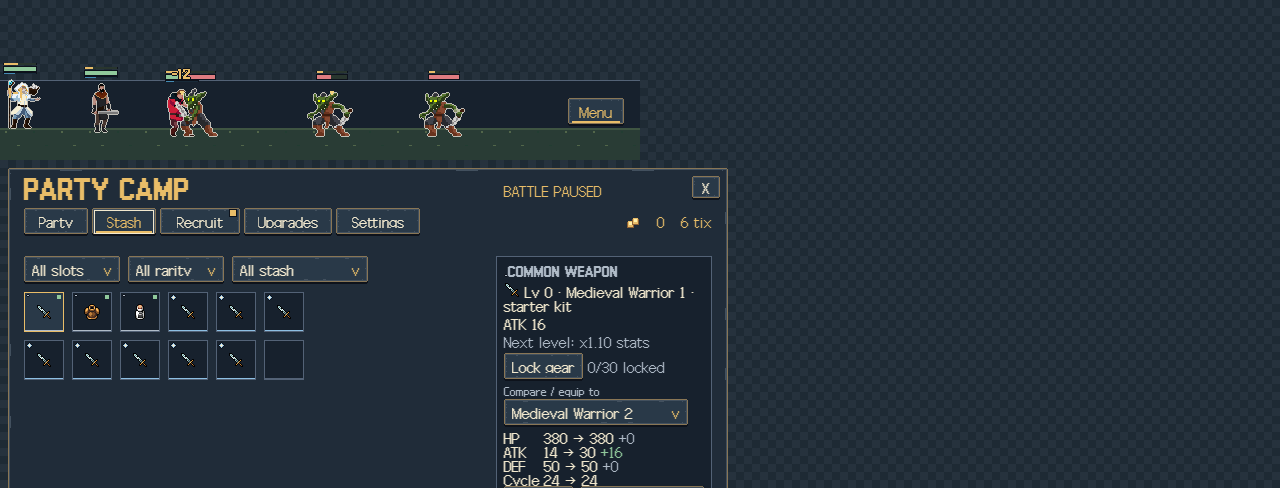 -12
Menu
PARTY CAMP
BATTLE PAUSED
X
Party
Stash
Recruit
Upgrades
Settings
0
6 tix
All slots v
All rarity v
All stash v
COMMON WEAPON
Lv 0 · Medieval Warrior 1 ·
starter kit
ATK 16
Next level: x1.10 stats
Lock gear
0/30 locked
Compare / equip to
Medieval Warrior 2 v
HP 380 → 380 +0
ATK 14 → 30 +16
DEF 50 → 50 +0
Cycle 24 → 24